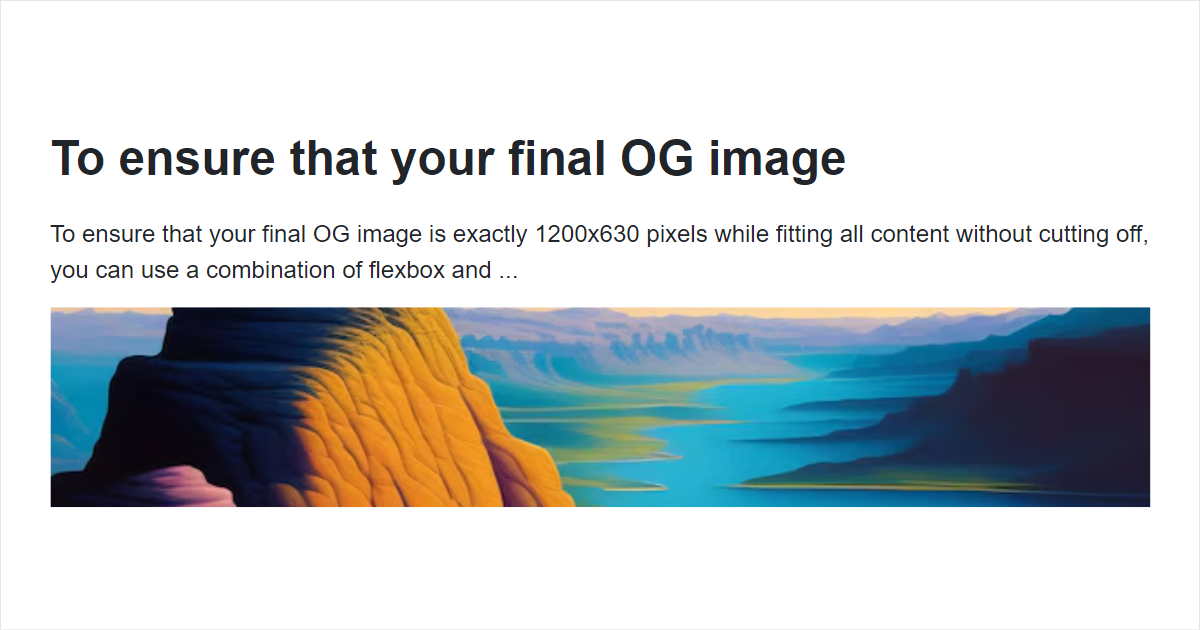 To ensure that your final OG image
To ensure that your final OG image is exactly 1200x630 pixels while fitting all content without cutting off,
you can use a combination of flexbox and ...